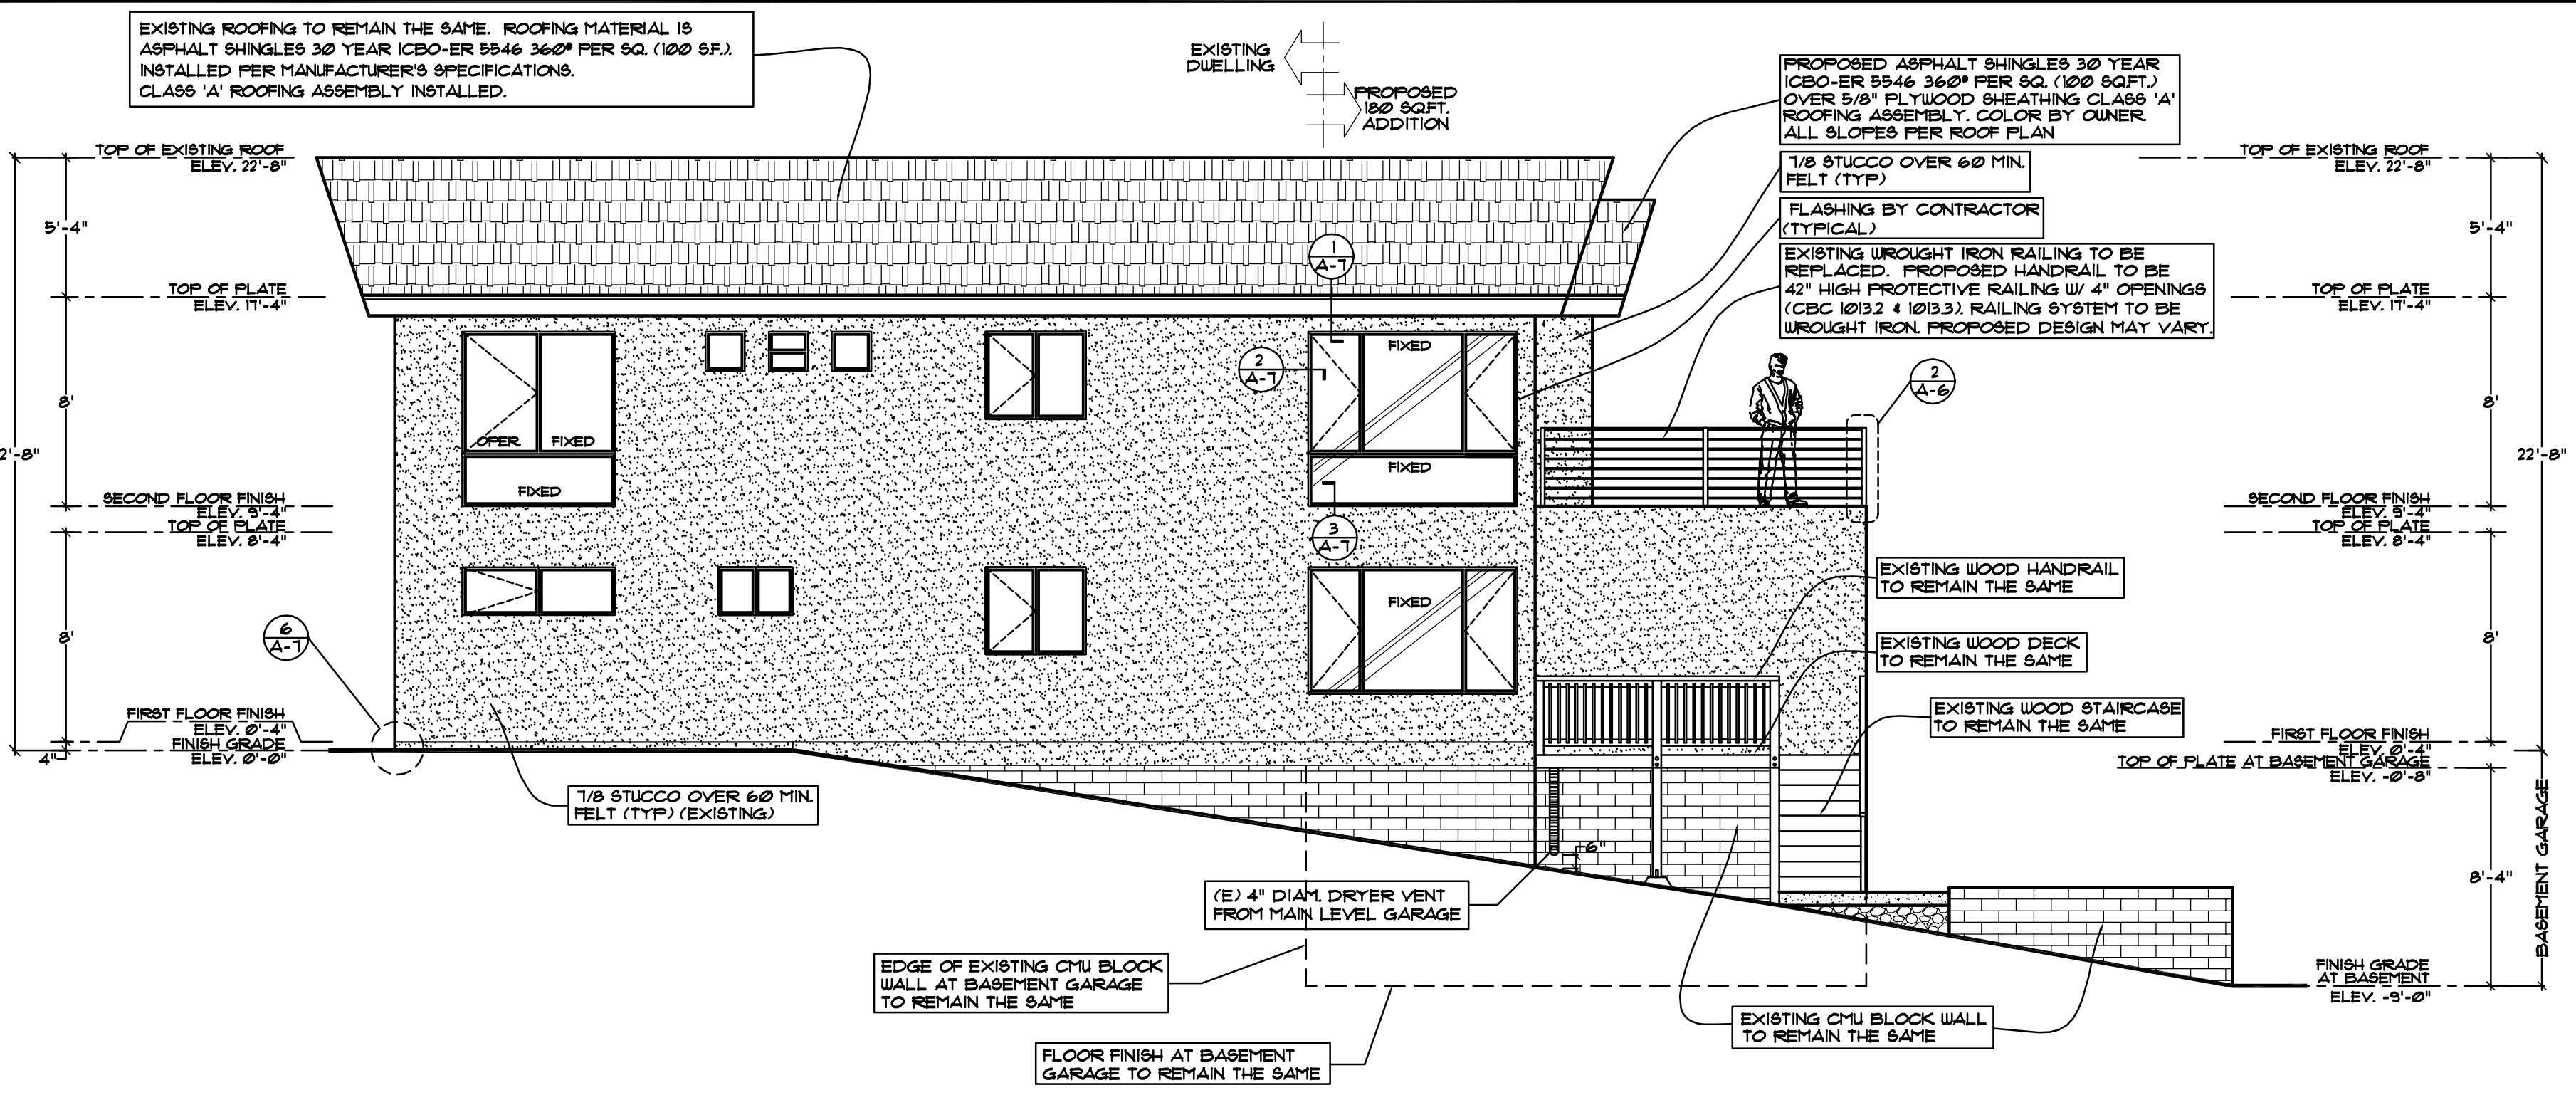 EXISTING ROOFING TO REMAIN THE SAME. ROOFING MATERIAL IS
ASPHALT SHINGLES 30 YEAR ICBO-ER 5546 360# PER SQ. (100 S.F.).
INSTALLED PER MANUFACTURER'S SPECIFICATIONS.
CLASS 'A' ROOFING ASSEMBLY INSTALLED.
EXISTING
DWELLING
PROPOSED
180 SQ.FT.
ADDITION
PROPOSED ASPHALT SHINGLES 30 YEAR
ICBO-ER 5546 360# PER SQ. (100 SQ.FT.)
OVER 5/8" PLYWOOD SHEATHING CLASS 'A'
ROOFING ASSEMBLY. COLOR BY OWNER.
ALL SLOPES PER ROOF PLAN
7/8 STUCCO OVER 60 MIN.
FELT (TYP)
FLASHING BY CONTRACTOR
(TYPICAL)
EXISTING WROUGHT IRON RAILING TO BE
REPLACED. PROPOSED HANDRAIL TO BE
42" HIGH PROTECTIVE RAILING W/ 4" OPENINGS
(CBC 1013.2 & 1013.3). RAILING SYSTEM TO BE
WROUGHT IRON. PROPOSED DESIGN MAY VARY.
TOP OF EXISTING ROOF
ELEV. 22'-8"
5'-4"
TOP OF PLATE
ELEV. 17'-4"
8'
2'-8"
SECOND FLOOR FINISH
ELEV. 9'-4"
TOP OF PLATE
ELEV. 8'-4"
8'
FIRST FLOOR FINISH
ELEV. 0'-4"
FINISH GRADE
ELEV. 0'-0"
4"
6
A-7
1
A-7
2
A-7
3
A-7
2
A-6
OPER.
FIXED
FIXED
FIXED
FIXED
FIXED
7/8 STUCCO OVER 60 MIN.
FELT (TYP) (EXISTING)
EXISTING WOOD HANDRAIL
TO REMAIN THE SAME
EXISTING WOOD DECK
TO REMAIN THE SAME
EXISTING WOOD STAIRCASE
TO REMAIN THE SAME
6"
(E) 4" DIAM. DRYER VENT
FROM MAIN LEVEL GARAGE
EDGE OF EXISTING CMU BLOCK
WALL AT BASEMENT GARAGE
TO REMAIN THE SAME
FLOOR FINISH AT BASEMENT
GARAGE TO REMAIN THE SAME
EXISTING CMU BLOCK WALL
TO REMAIN THE SAME
TOP OF EXISTING ROOF
ELEV. 22'-8"
5'-4"
TOP OF PLATE
ELEV. 17'-4"
8'
22'-8"
SECOND FLOOR FINISH
ELEV. 9'-4"
TOP OF PLATE
ELEV. 8'-4"
8'
FIRST FLOOR FINISH
ELEV. 0'-4"
TOP OF PLATE AT BASEMENT GARAGE
ELEV. -0'-8"
8'-4"
BASEMENT GARAGE
FINISH GRADE
AT BASEMENT
ELEV. -9'-0"